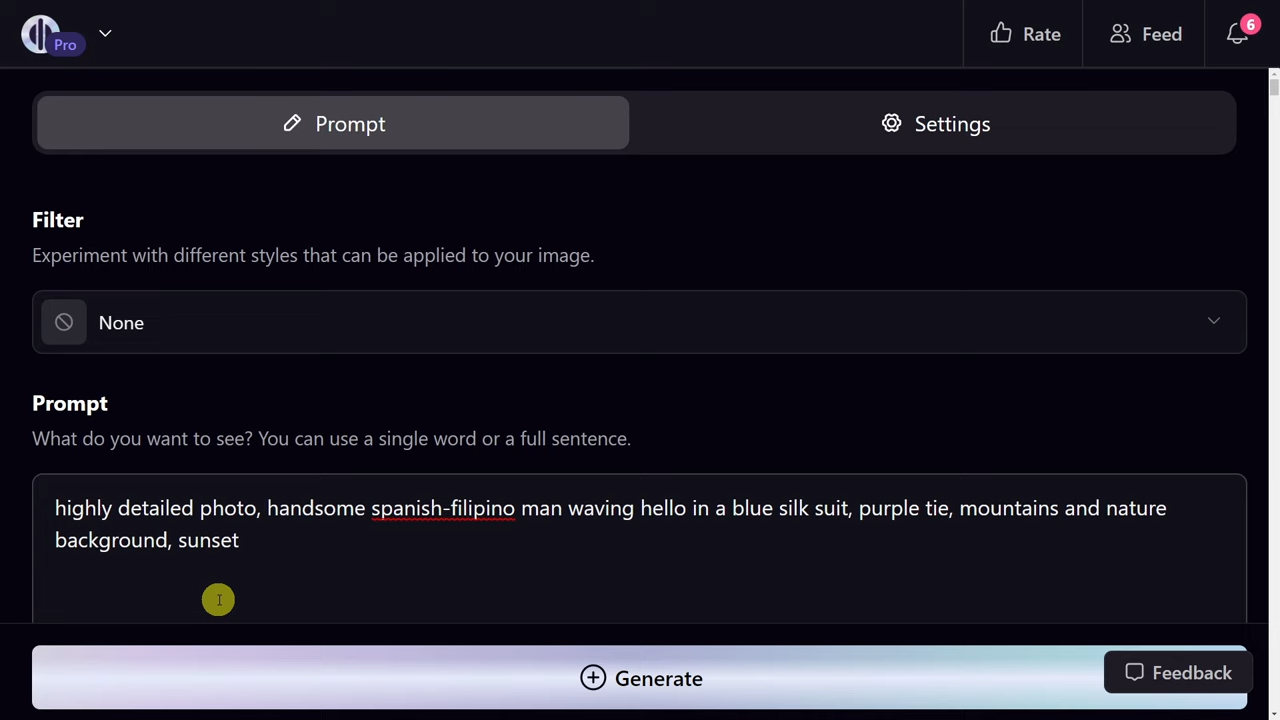 Pro
Rate
Feed
6
Prompt
Settings
Filter
Experiment with different styles that can be applied to your image.
None
Prompt
What do you want to see? You can use a single word or a full sentence.
highly detailed photo, handsome spanish-filipino man waving hello in a blue silk suit, purple tie, mountains and nature
background, sunset
Generate
Feedback